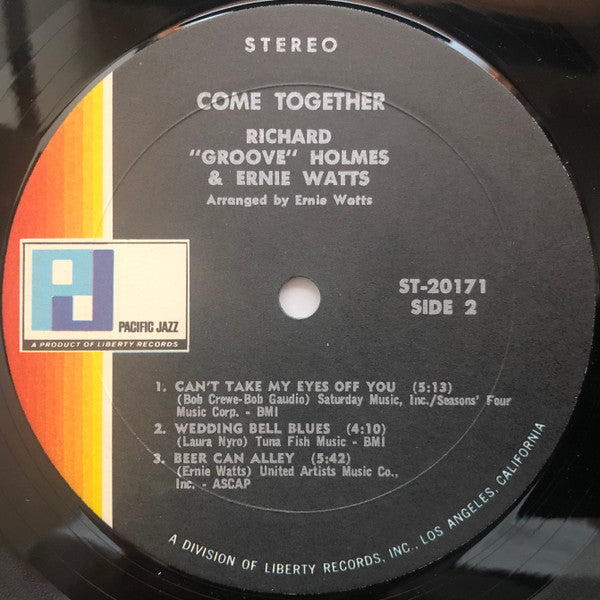 STEREO
COME TOGETHER
RICHARD
"GROOVE" HOLMES
& ERNIE WATTS
Arranged by Ernie Watts
PJ
PACIFIC JAZZ
A PRODUCT OF LIBERTY RECORDS
ST-20171
SIDE 2
1. CAN'T TAKE MY EYES OFF YOU (5:13)
(Bob Crewe-Bob Gaudio) Saturday Music, Inc./Seasons' Four
Music Corp. - BMI
2. WEDDING BELL BLUES (4:10)
(Laura Nyro) Tuna Fish Music - BMI
3. BEER CAN ALLEY (5:42)
(Ernie Watts) United Artists Music Co.,
Inc. - ASCAP
A DIVISION OF LIBERTY RECORDS, INC., LOS ANGELES, CALIFORNIA